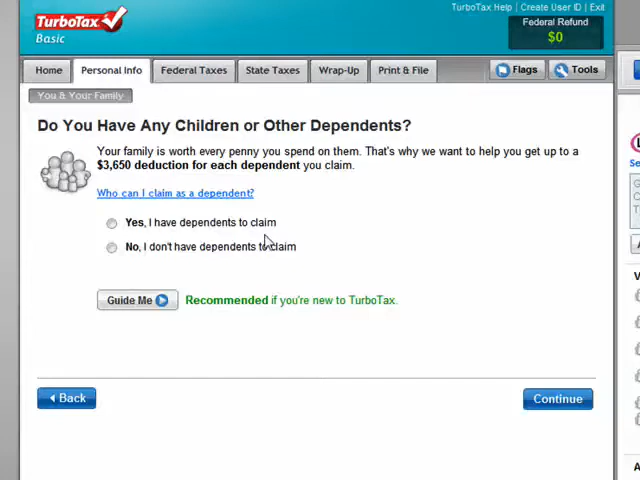 TurboTax Help | Create User ID | Exit
TurboTax
Basic
Federal Refund
$0
Home
Personal Info
Federal Taxes
State Taxes
Wrap-Up
Print & File
Flags
Tools
You & Your Family
Do You Have Any Children or Other Dependents?
Your family is worth every penny you spend on them. That's why we want to help you get up to a
$3,650 deduction for each dependent you claim.
Who can I claim as a dependent?
Yes, I have dependents to claim
No, I don't have dependents to claim
Guide Me
Recommended if you're new to TurboTax.
Back
Continue